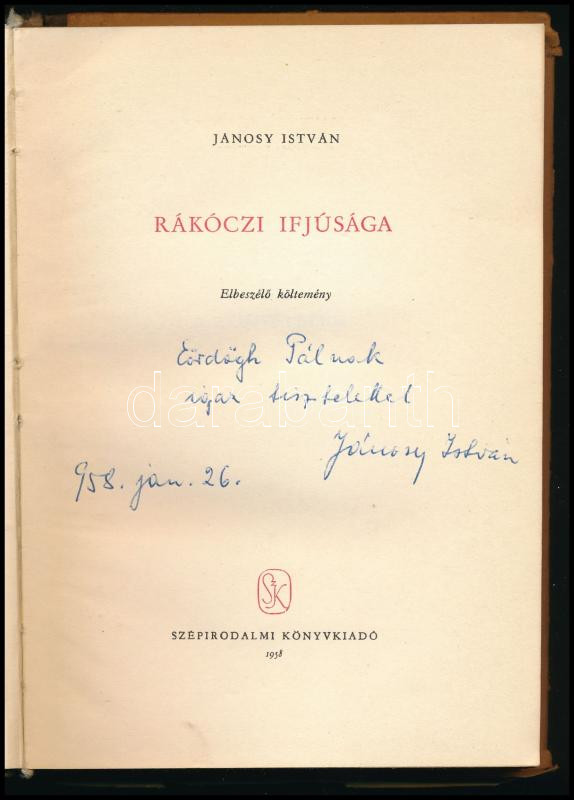 JÁNOSY ISTVÁN
RÁKÓCZI IFJÚSÁGA
Elbeszélő költemény
Eördögh Pálnak
igaz tisztelettel
darabanth
Jánosy István
958. jan. 26.
SzK
SZÉPIRODALMI KÖNYVKIADÓ
1958